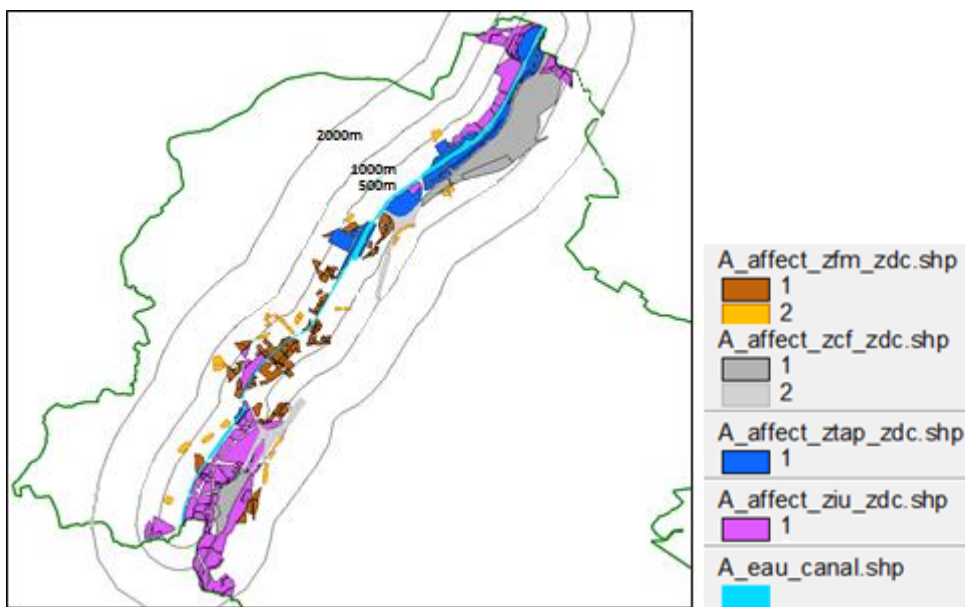 2000m
1000m
500m
A_affect_zfm_zdc.shp
1
2
A_affect_zcf_zdc.shp
1
2
A_affect_ztap_zdc.shp
1
A_affect_ziu_zdc.shp
1
A_eau_canal.shp